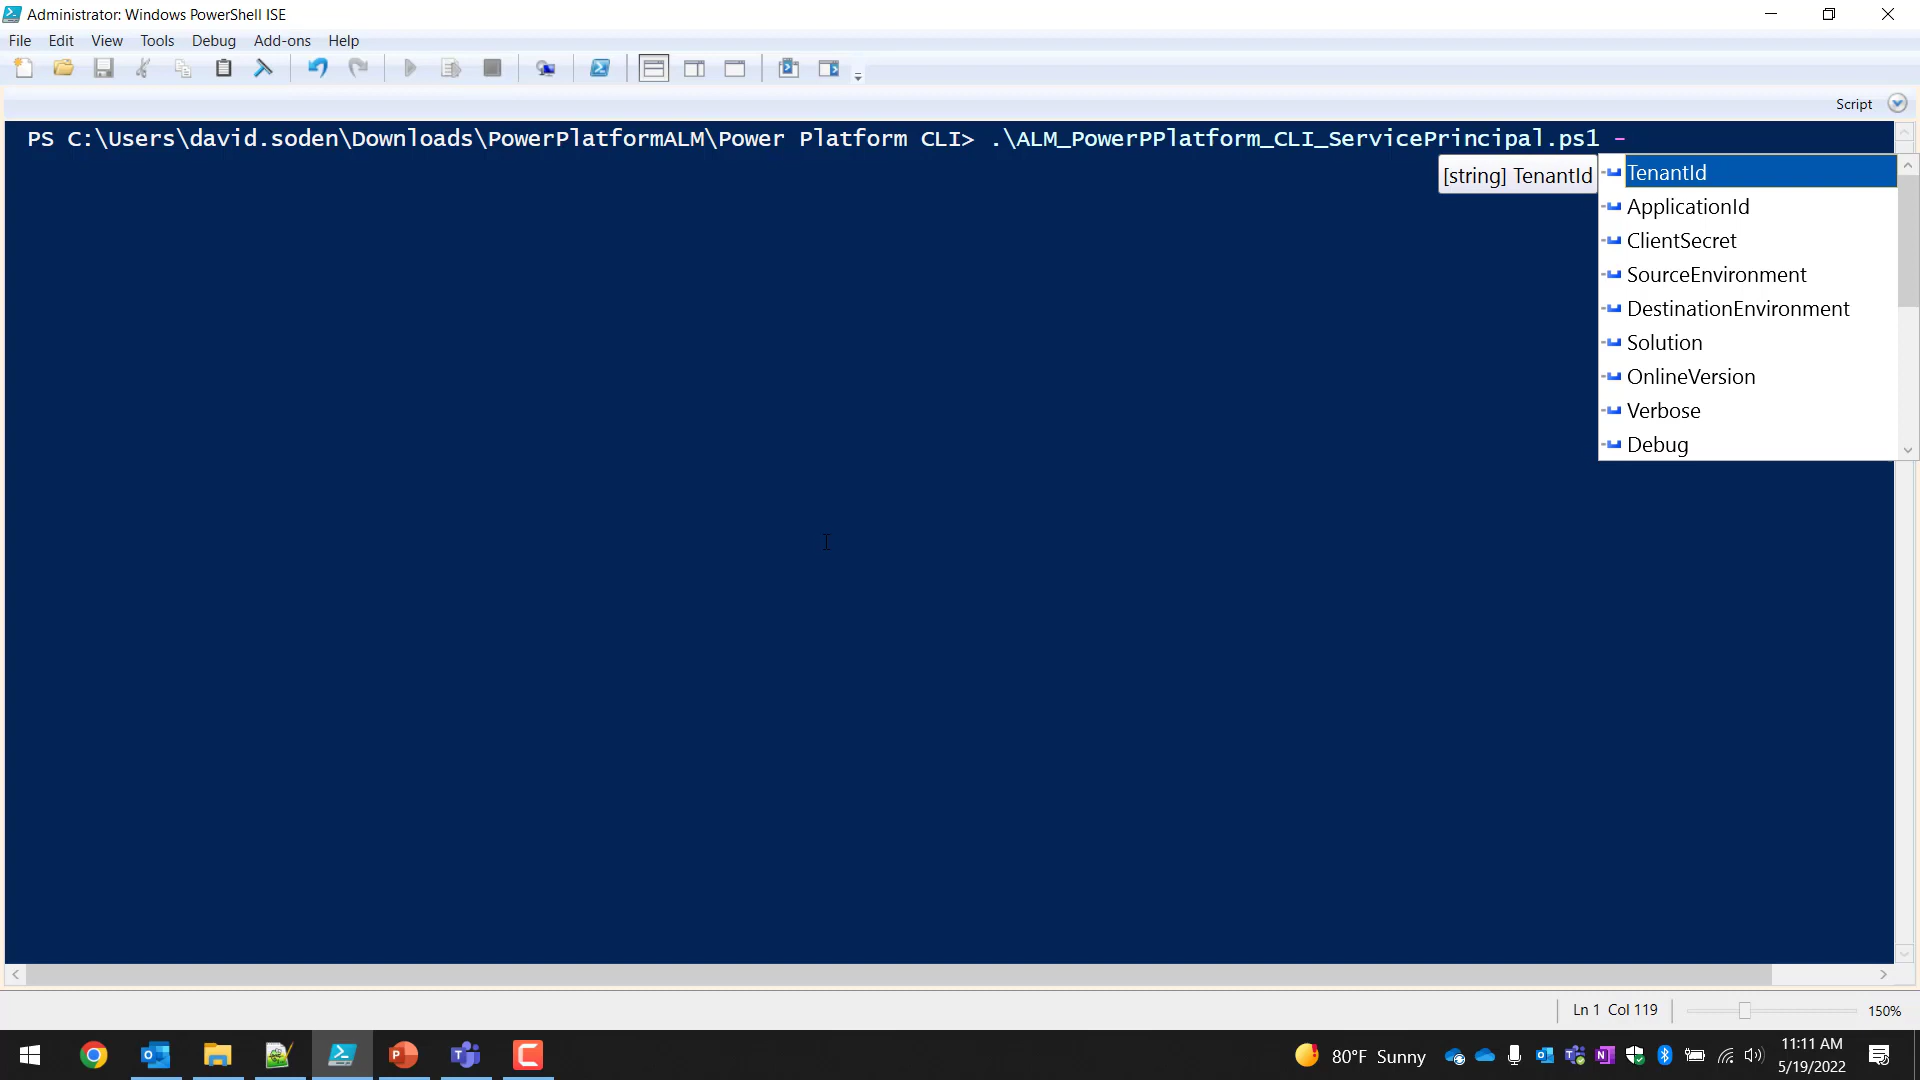 Administrator: Windows PowerShell ISE
File Edit View Tools Debug Add-ons Help
Script
PS C:\Users\david.soden\Downloads\PowerPlatformALM\Power Platform CLI> .\ALM_PowerPPlatform_CLI_ServicePrincipal.ps1 -
[string] TenantId
TenantId
ApplicationId
ClientSecret
SourceEnvironment
DestinationEnvironment
Solution
OnlineVersion
Verbose
Debug
Ln 1 Col 119
150%
80°F Sunny
11:11 AM
5/19/2022